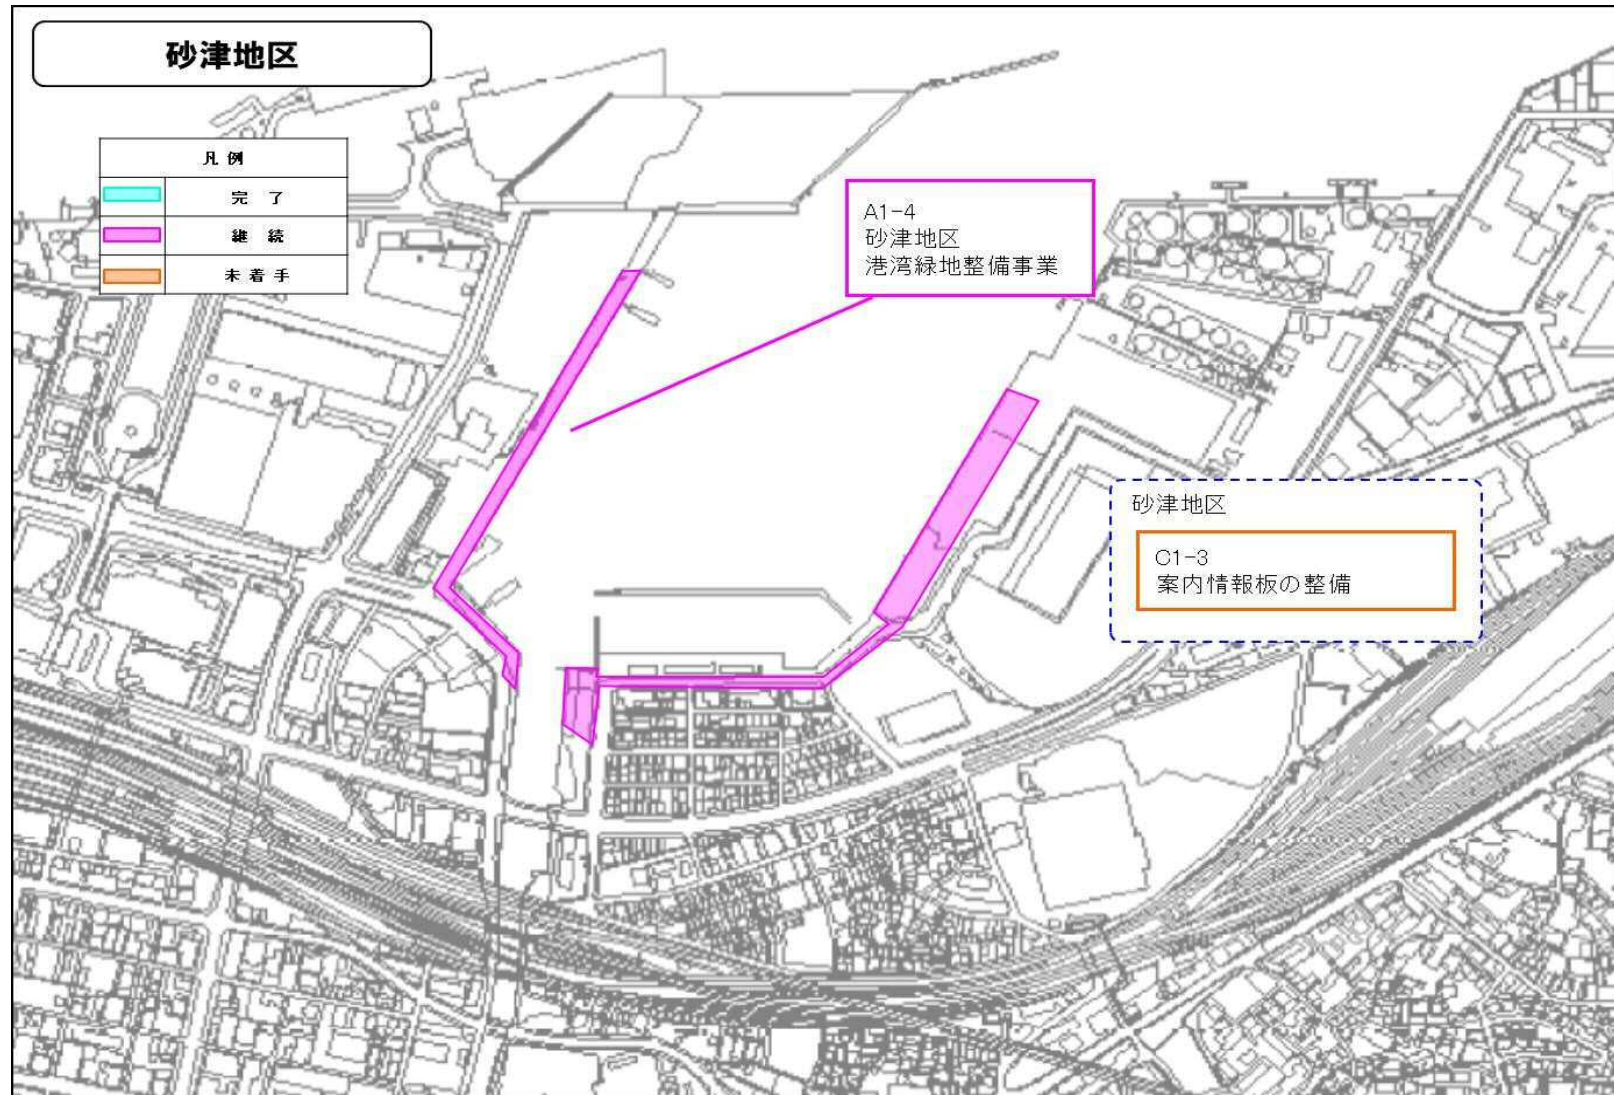 砂津地区
凡 例
完 了
継 続
未 着 手
A1-4
砂津地区
港湾緑地整備事業
砂津地区
C1-3
案内情報板の整備